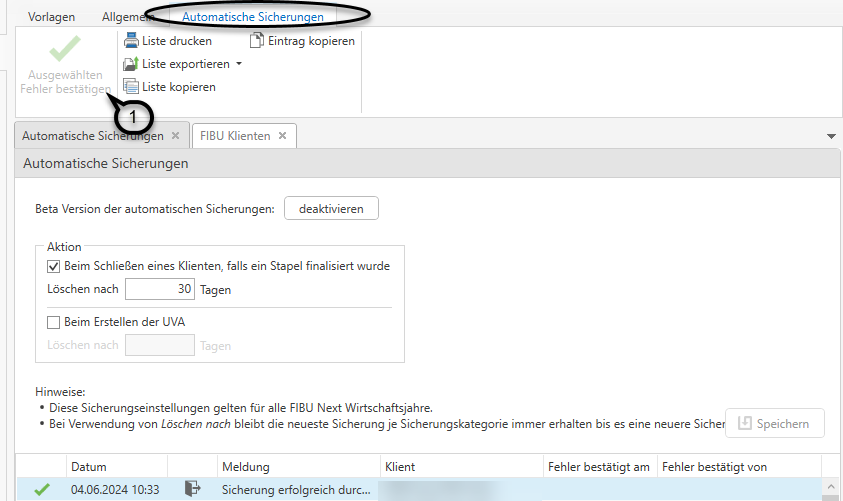 Vorlagen Allgemein Automatische Sicherungen
Ausgewählten
Fehler bestätigen
Liste drucken
Liste exportieren
Liste kopieren
Eintrag kopieren
1
Automatische Sicherungen FIBU Klienten
Automatische Sicherungen
Beta Version der automatischen Sicherungen: deaktivieren
Aktion
Beim Schließen eines Klienten, falls ein Stapel finalisiert wurde
Löschen nach 30 Tagen
Beim Erstellen der UVA
Löschen nach Tagen
Hinweise:
• Diese Sicherungseinstellungen gelten für alle FIBU Next Wirtschaftsjahre.
• Bei Verwendung von Löschen nach bleibt die neueste Sicherung je Sicherungskategorie immer erhalten bis es eine neuere Sicher
Speichern
Datum Meldung Klient Fehler bestätigt am Fehler bestätigt von
04.06.2024 10:33 Sicherung erfolgreich durc...